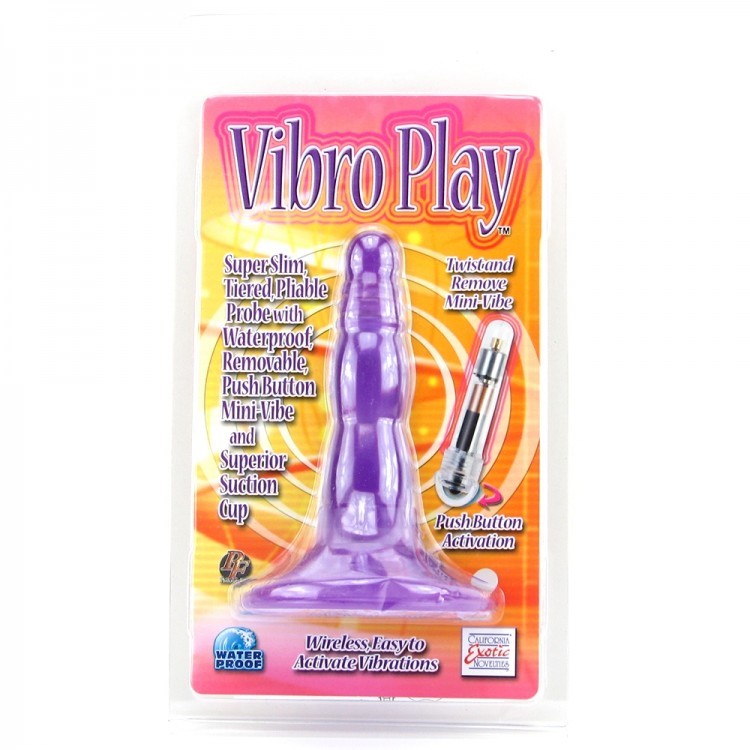 Vibro Play
TM
Super Slim,
Tiered, Pliable
Probe with
Waterproof,
Removable,
Push Button
Mini-Vibe
and
Superior
Suction
Cup
Twist and
Remove
Mini-Vibe
Push Button
Activation
Wireless, Easy to
Activate Vibrations
WATER
PROOF
CALIFORNIA
Exotic
NOVELTIES